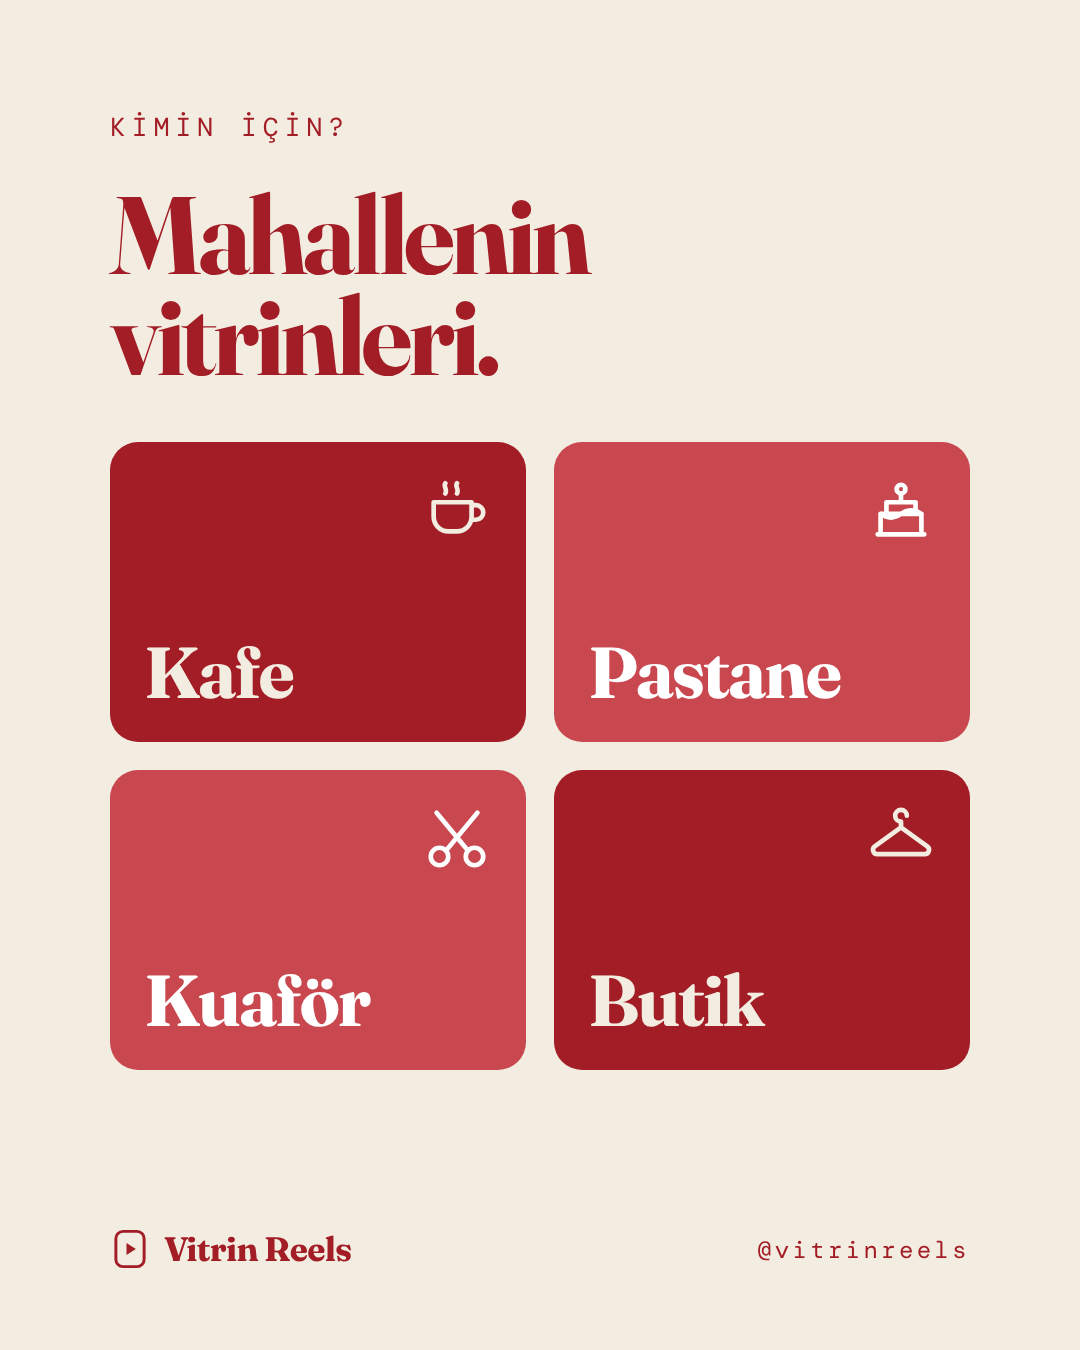 KİMİN İÇİN?
Mahallenin
vitrinleri.
Kafe
Pastane
Kuaför
Butik
Vitrin Reels
@vitrinreels